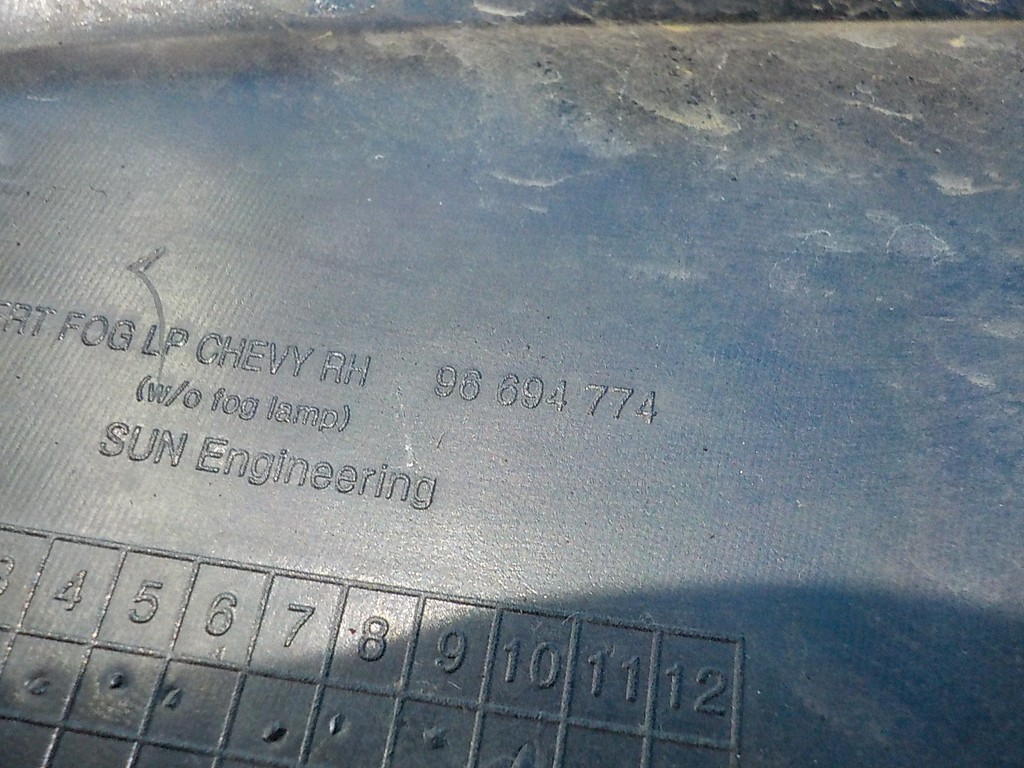 FOG LP CHEVY RH 96 694 774
(w/o fog lamp)
SUN Engineering
3 4 5 6 7 8 9 10 11 12